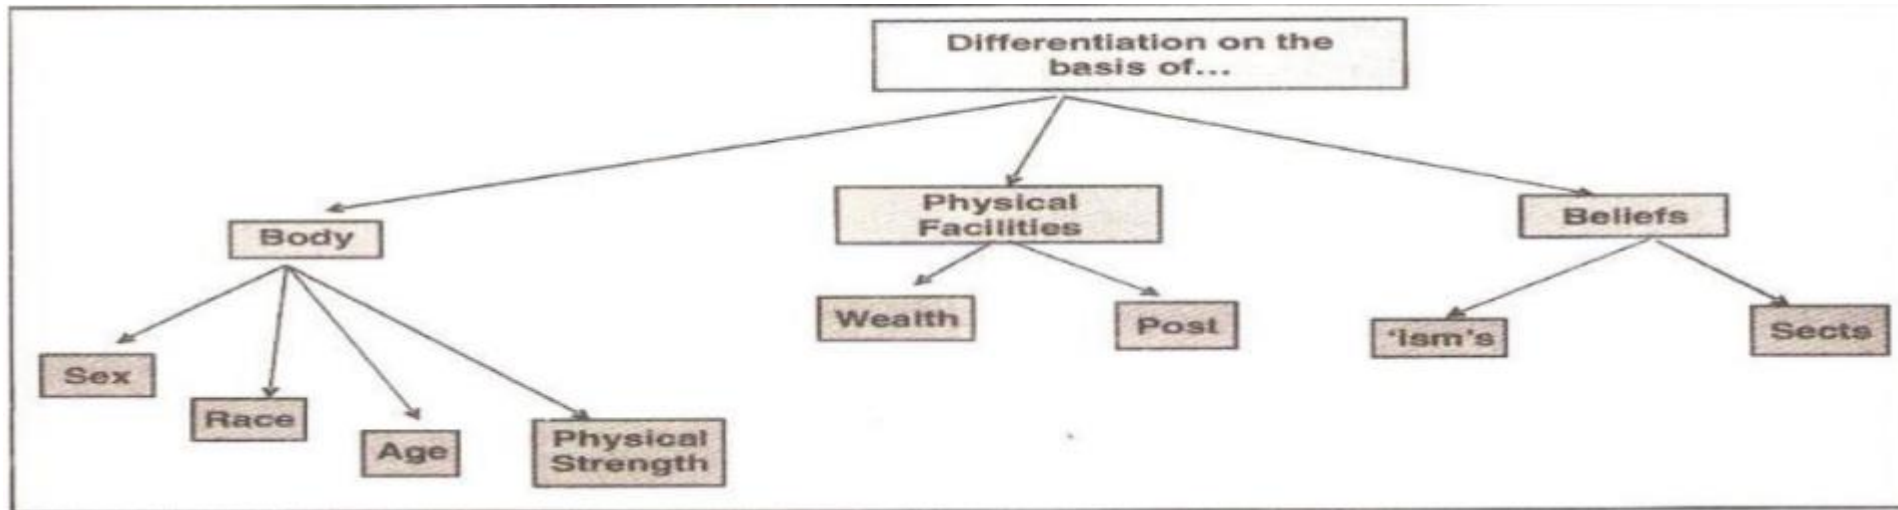 Differentiation on the
basis of...
Body
Physical
Facilities
Beliefs
Sex
Race
Age
Physical
Strength
Wealth
Post
'ism's
Sects